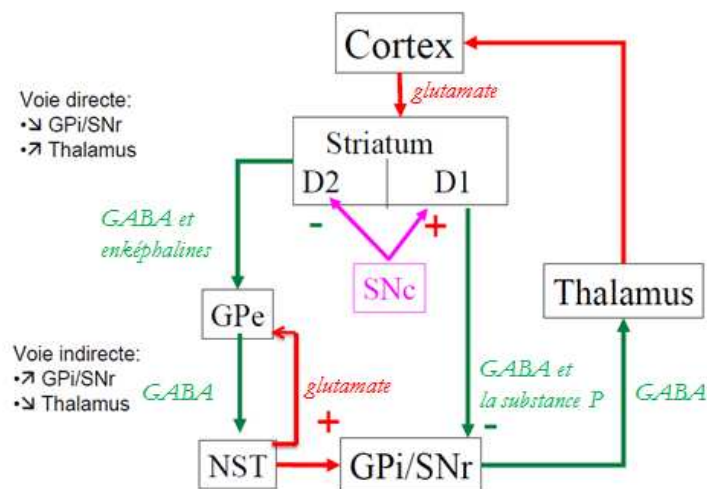 Cortex
glutamate
Voie directe:
•↘ GPi/SNr
•↗ Thalamus
Striatum
D2 D1
- +
GABA et
enképhalines
SNc
Thalamus
GPe
Voie indirecte:
•↗ GPi/SNr
•↘ Thalamus
GABA
glutamate
GABA et
la substance P
GABA
+
-
NST
GPi/SNr